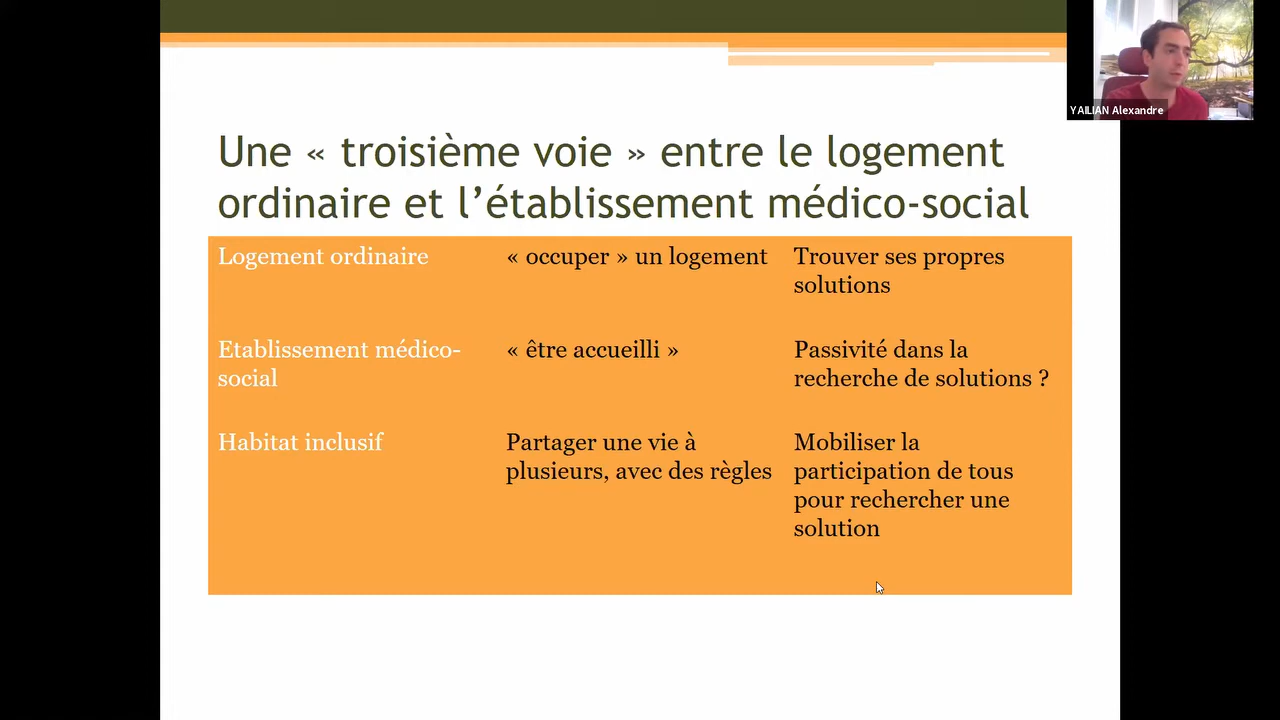 YAILIAN Alexandre
Une « troisième voie » entre le logement
ordinaire et l’établissement médico-social
Logement ordinaire
« occuper » un logement
Trouver ses propres
solutions
Etablissement médico-
social
« être accueilli »
Passivité dans la
recherche de solutions ?
Habitat inclusif
Partager une vie à
plusieurs, avec des règles
Mobiliser la
participation de tous
pour rechercher une
solution